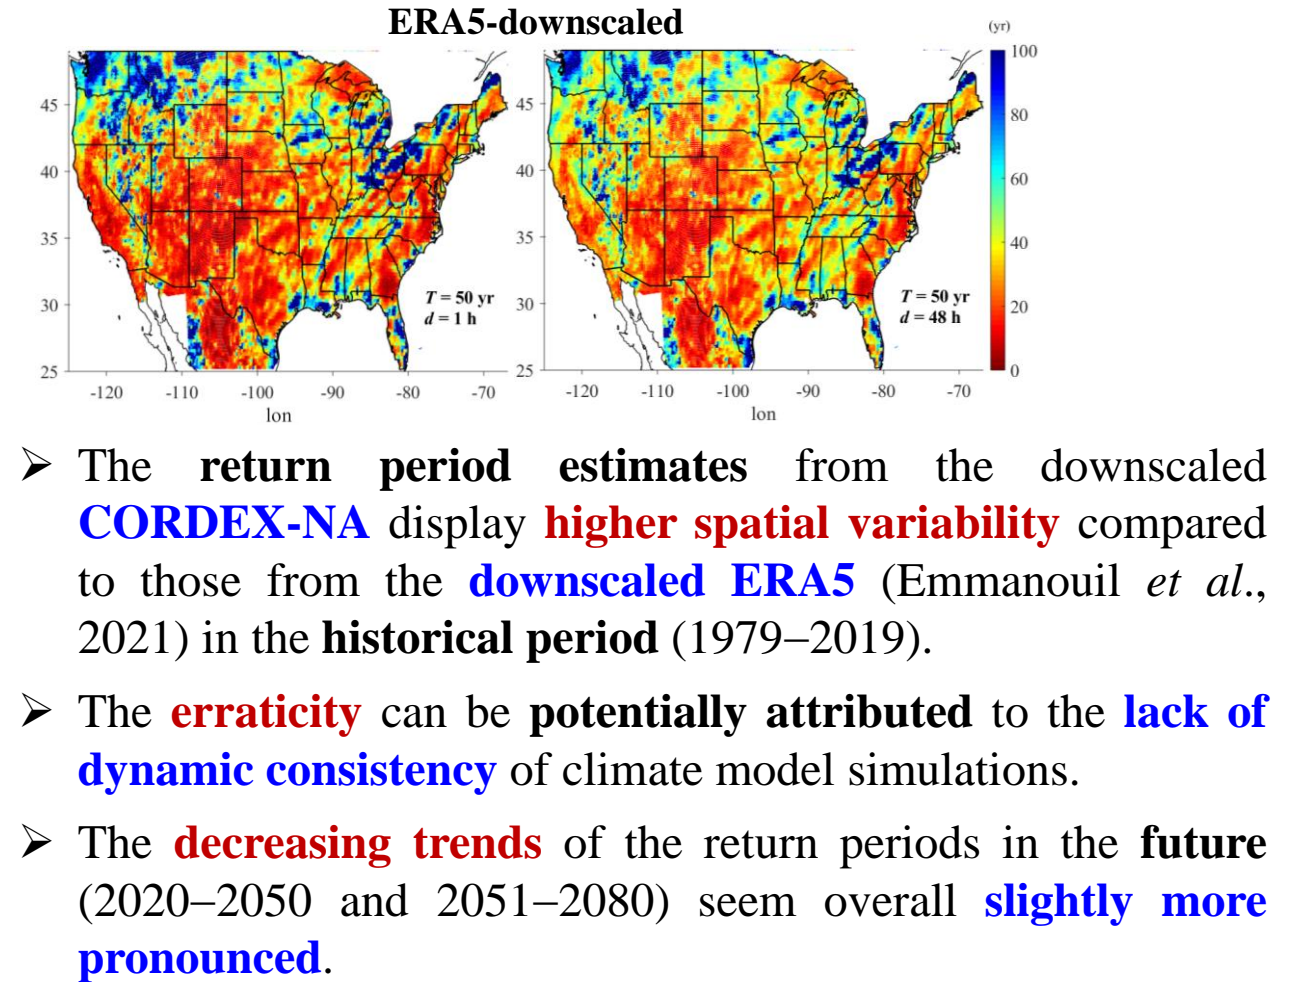 ERA5-downscaled
(yr)
100
80
60
40
20
0
45
40
35
30
25
T = 50 yr
d = 1 h
-120 -110 -100 -90 -80 -70
lon
45
40
35
30
25
T = 50 yr
d = 48 h
-120 -110 -100 -90 -80 -70
lon
➢ The return period estimates from the downscaled
CORDEX-NA display higher spatial variability compared
to those from the downscaled ERA5 (Emmanouil et al.,
2021) in the historical period (1979−2019).
➢ The erraticity can be potentially attributed to the lack of
dynamic consistency of climate model simulations.
➢ The decreasing trends of the return periods in the future
(2020−2050 and 2051−2080) seem overall slightly more
pronounced.